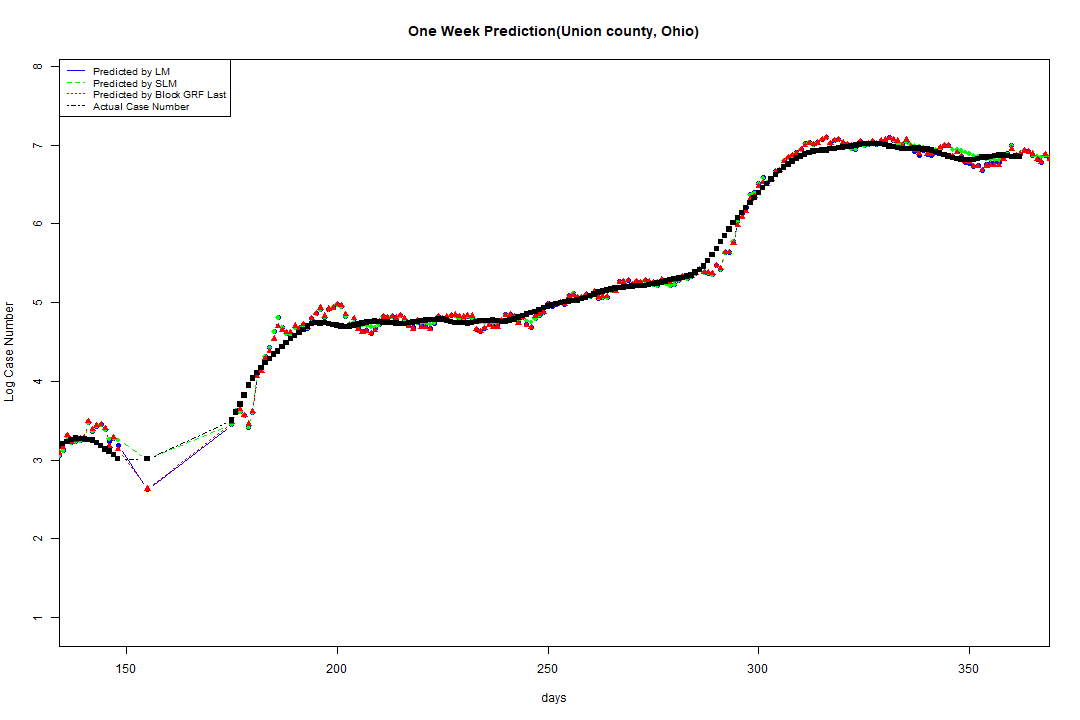 One Week Prediction(Union county, Ohio)
Predicted by LM
Predicted by SLM
Predicted by Block GRF Last
Actual Case Number
8
7
6
5
4
3
2
1
Log Case Number
150 200 250 300 350
days